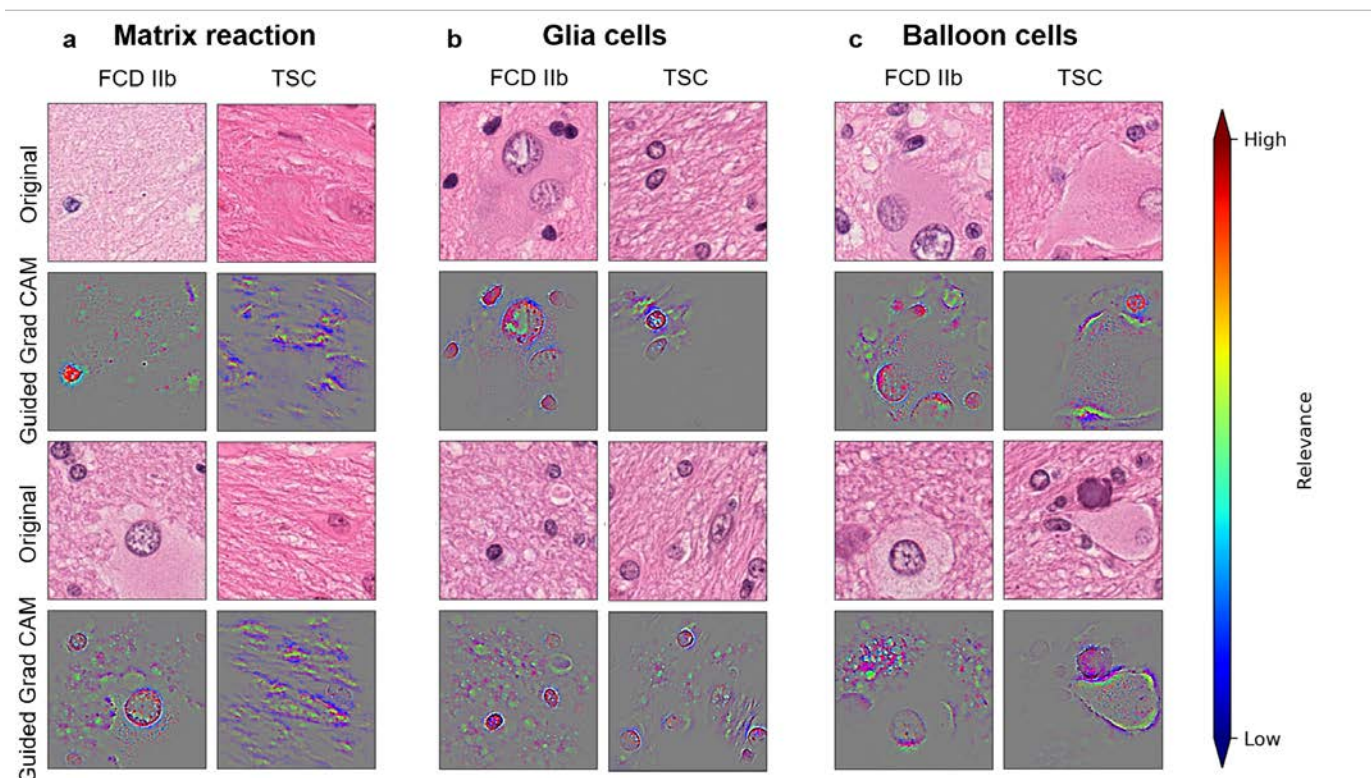 a Matrix reaction b Glia cells c Balloon cells
FCD IIb TSC FCD IIb TSC FCD IIb TSC
Original
Guided Grad CAM
Original
Guided Grad CAM
High
Relevance
Low